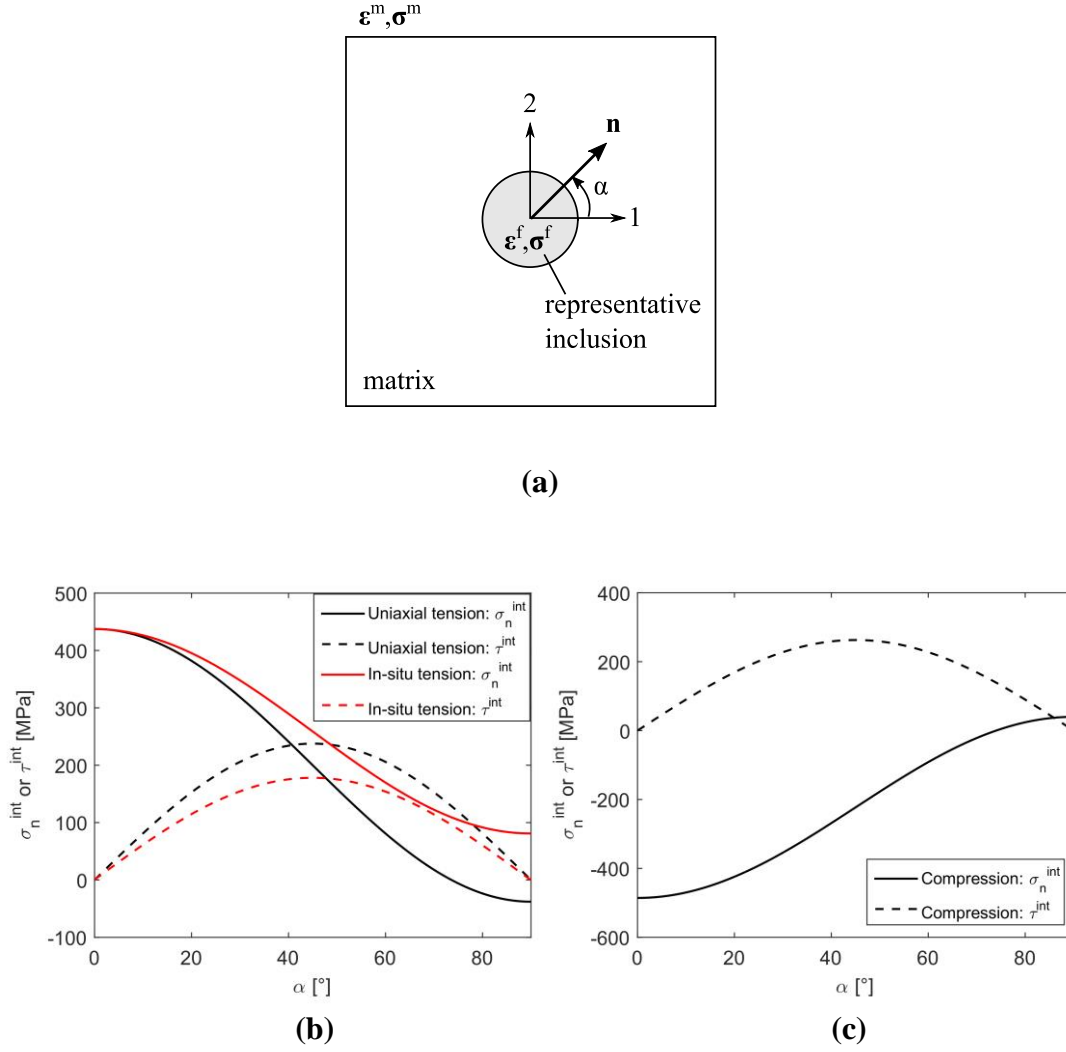 εᵐ,σᵐ
2
n
α
1
εᶠ,σᶠ
representative
inclusion
matrix
(a)
500
400
300
200
100
0
-100
σₙⁱⁿᵗ or τⁱⁿᵗ [MPa]
Uniaxial tension: σₙⁱⁿᵗ
Uniaxial tension: τⁱⁿᵗ
In-situ tension: σₙⁱⁿᵗ
In-situ tension: τⁱⁿᵗ
0 20 40 60 80
α [°]
(b)
400
200
0
-200
-400
-600
σₙⁱⁿᵗ or τⁱⁿᵗ [MPa]
Compression: σₙⁱⁿᵗ
Compression: τⁱⁿᵗ
0 20 40 60 80
α [°]
(c)